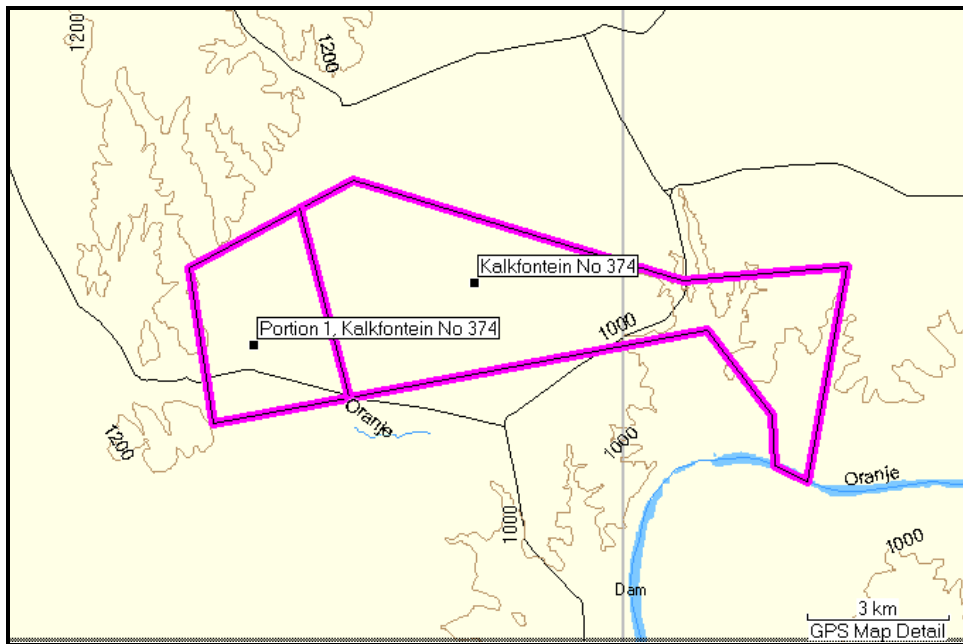 1200
1200
Kalkfontein No 374
1000
Portion 1, Kalkfontein No 374
Oranje
1200
1000
Oranje
1000
1000
Dam
3 km
GPS Map Detail